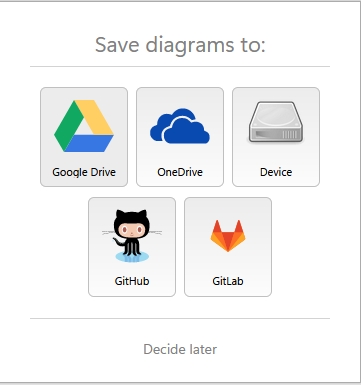 Save diagrams to:
Google Drive
OneDrive
Device
GitHub
GitLab
Decide later